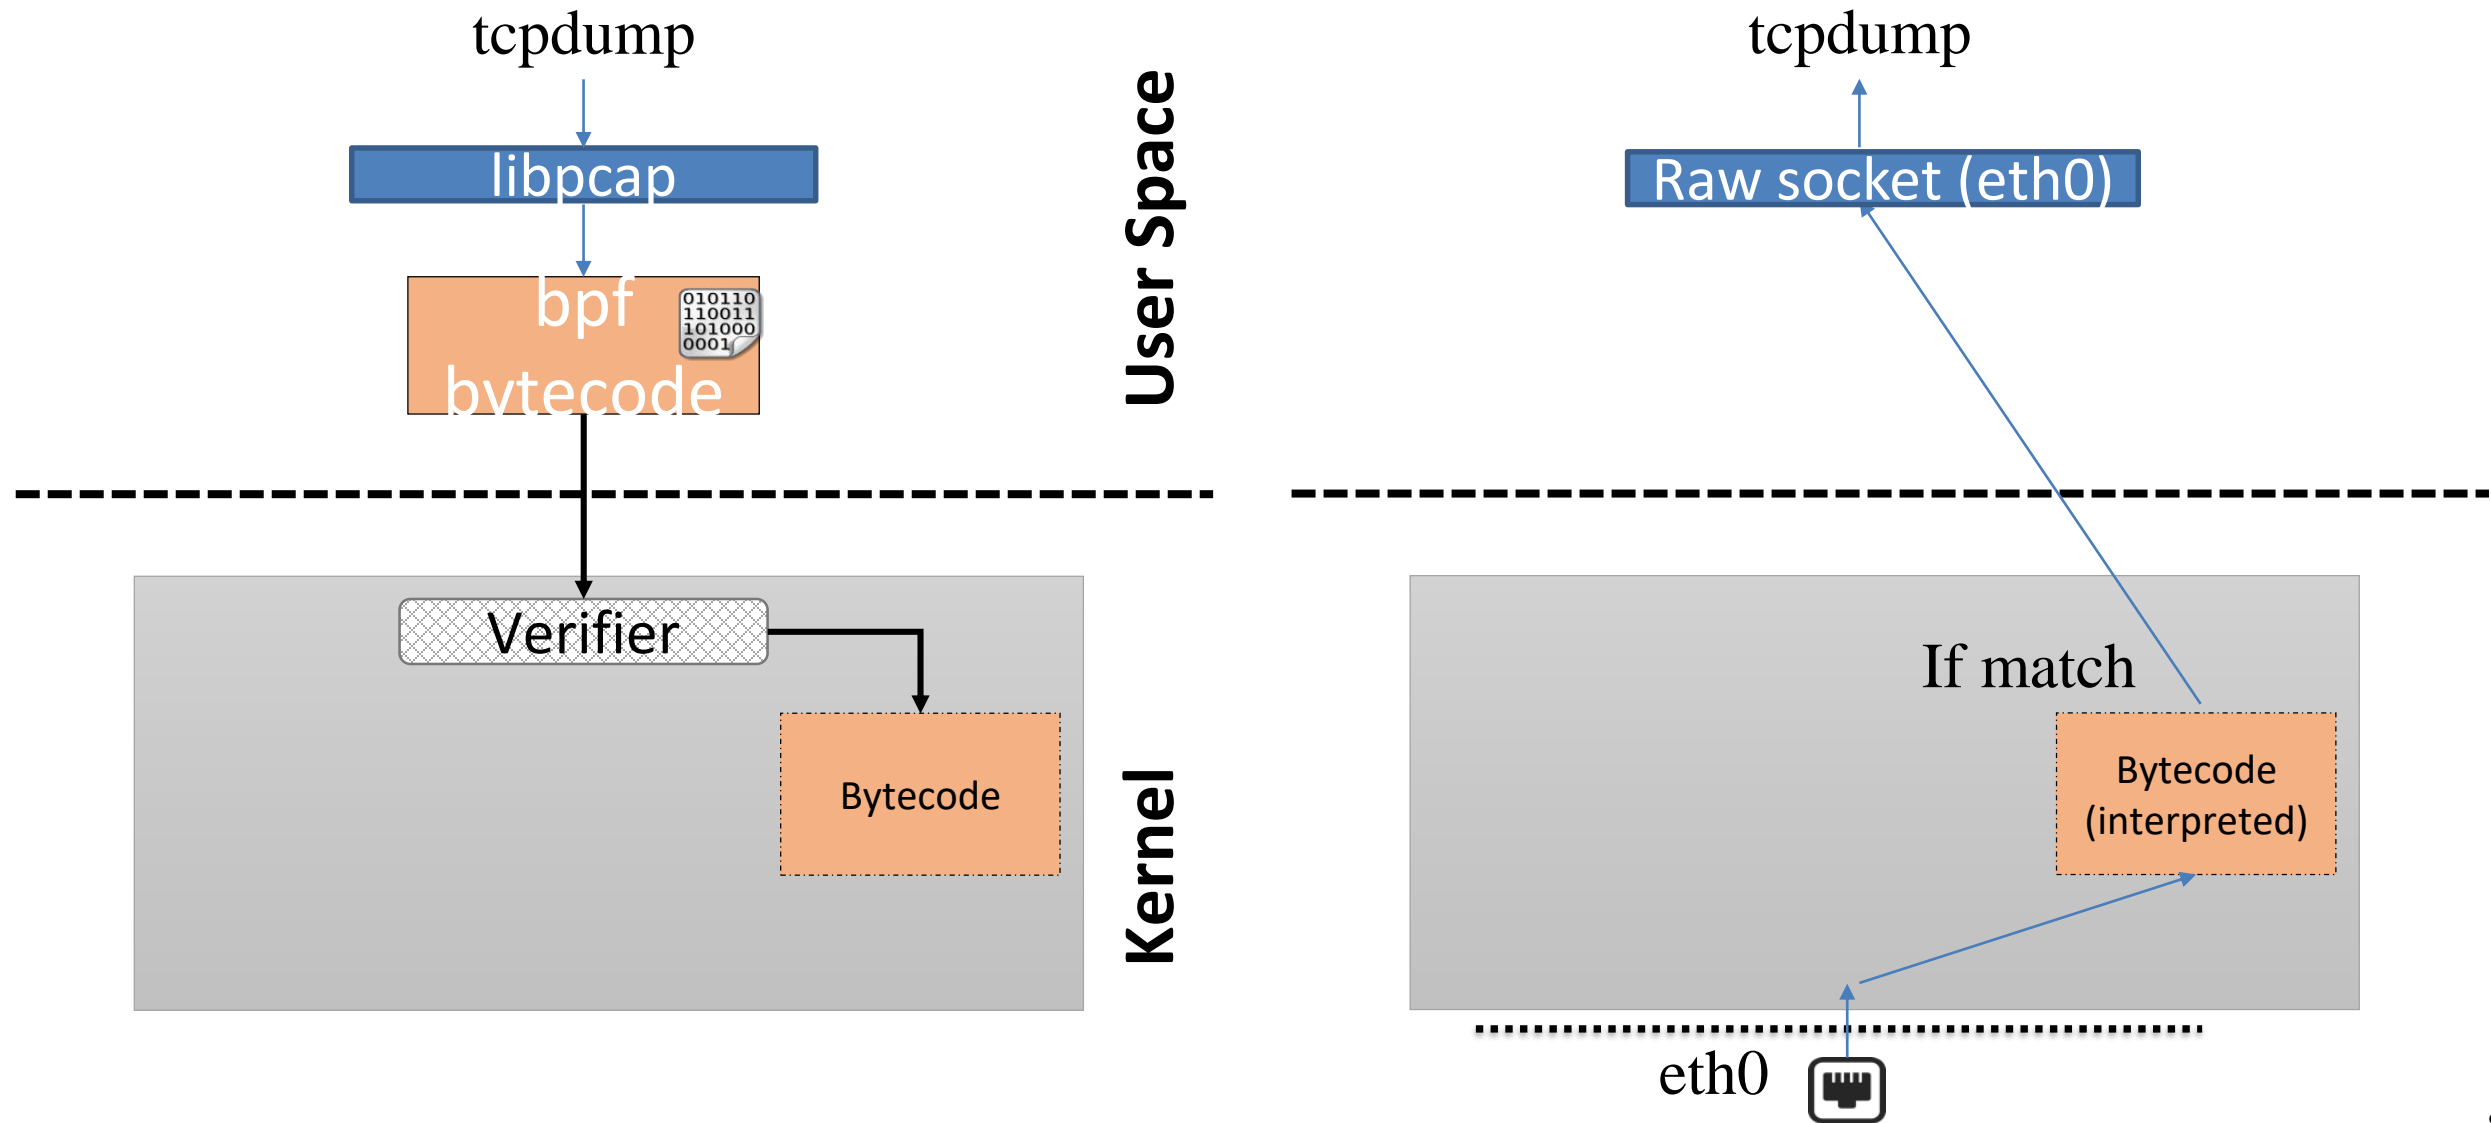 tcpdump
libpcap
bpf
bytecode
010110
110011
101000
0001
Verifier
Bytecode
User Space
Kernel
tcpdump
Raw socket (eth0)
If match
Bytecode
(interpreted)
eth0